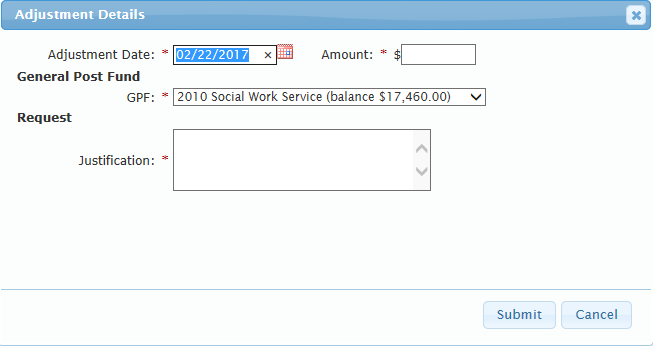 Adjustment Details
Adjustment Date: * 02/22/2017 × Amount: * $
General Post Fund
GPF: * 2010 Social Work Service (balance $17,460.00)
Request
Justification: *
Submit Cancel